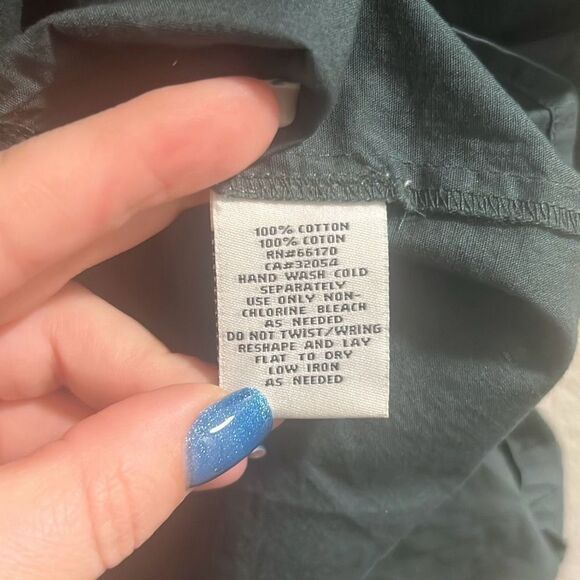 100% COTTON
100% COTON
RN#66170
CA#32054
HAND WASH COLD
SEPARATELY
USE ONLY NON-
CHLORINE BLEACH
AS NEEDED
DO NOT TWIST/WRING
RESHAPE AND LAY
FLAT TO DRY
LOW IRON
AS NEEDED